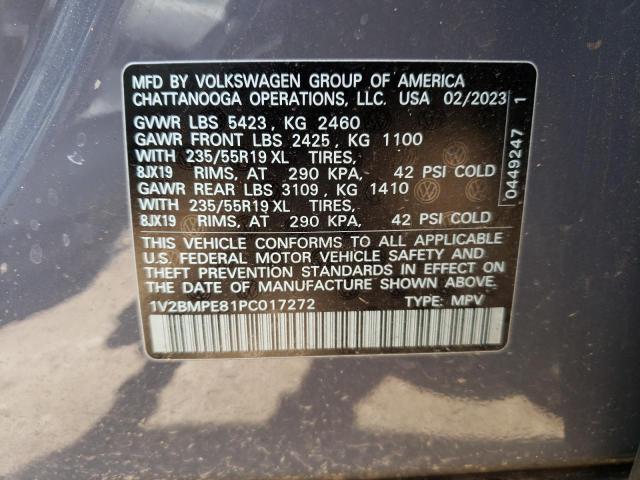 MFD BY VOLKSWAGEN GROUP OF AMERICA
CHATTANOOGA OPERATIONS, LLC. USA 02/2023
GVWR LBS 5423, KG 2460
GAWR FRONT LBS 2425, KG 1100
WITH 235/55R19 XL TIRES,
8JX19 RIMS, AT 290 KPA, 42 PSI COLD
GAWR REAR LBS 3109, KG 1410
WITH 235/55R19 XL TIRES,
8JX19 RIMS, AT 290 KPA, 42 PSI COLD
THIS VEHICLE CONFORMS TO ALL APPLICABLE
U.S. FEDERAL MOTOR VEHICLE SAFETY AND
THEFT PREVENTION STANDARDS IN EFFECT ON
THE DATE OF MANUFACTURE SHOWN ABOVE.
1V2BMPE81PC017272 TYPE: MPV
0449247 1